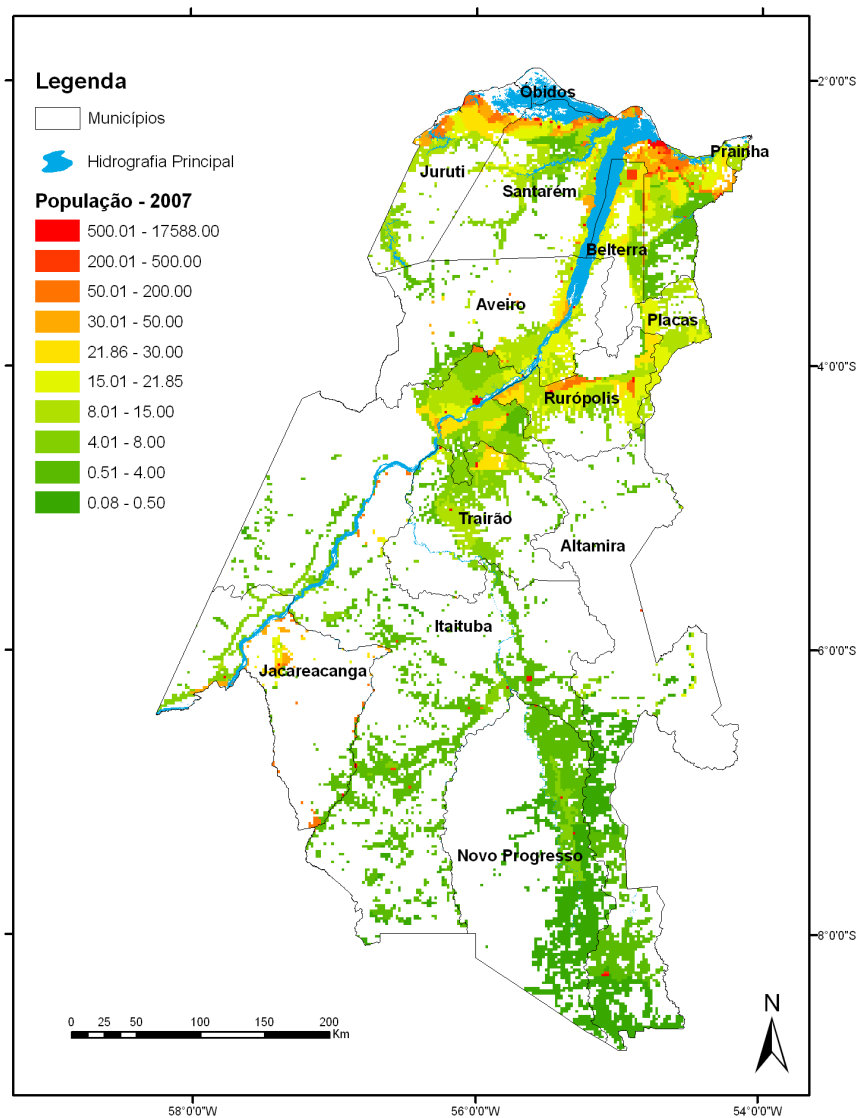 Legenda
Municípios
Hidrografia Principal
População - 2007
500.01 - 17588.00
200.01 - 500.00
50.01 - 200.00
30.01 - 50.00
21.86 - 30.00
15.01 - 21.85
8.01 - 15.00
4.01 - 8.00
0.51 - 4.00
0.08 - 0.50
Óbidos
Prainha
Juruti
Santarém
Belterra
Aveiro
Placas
Rurópolis
Trairão
Altamira
Itaituba
Jacareacanga
Novo Progresso
2°0'0"S
4°0'0"S
6°0'0"S
8°0'0"S
0 25 50 100 150 200
Km
N
58°0'0"W 56°0'0"W 54°0'0"W